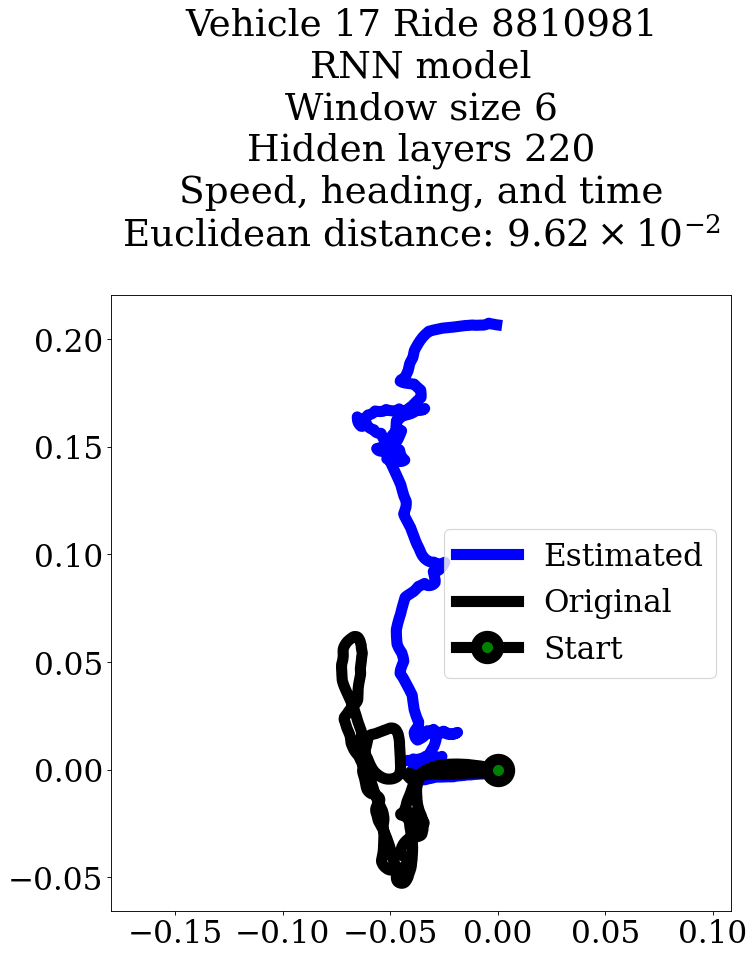 Vehicle 17 Ride 8810981
RNN model
Window size 6
Hidden layers 220
Speed, heading, and time
Euclidean distance: 9.62 × 10⁻²
0.20
0.15
0.10
0.05
0.00
−0.05
Estimated
Original
Start
−0.15 −0.10 −0.05 0.00 0.05 0.10